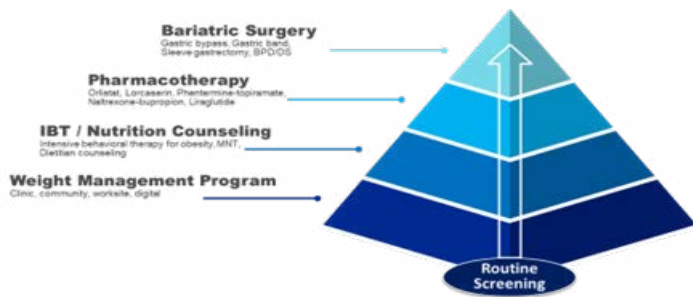 Bariatric Surgery
Gastric bypass, Gastric band,
Sleeve gastrectomy, BPD/DS
Pharmacotherapy
Orlistat, Lorcaserin, Phentermine-topiramate,
Naltrexone-bupropion, Liraglutide
IBT / Nutrition Counseling
Intensive behavioral therapy for obesity, MNT,
Dietitian counseling
Weight Management Program
Clinic, community, worksite, digital
Routine
Screening